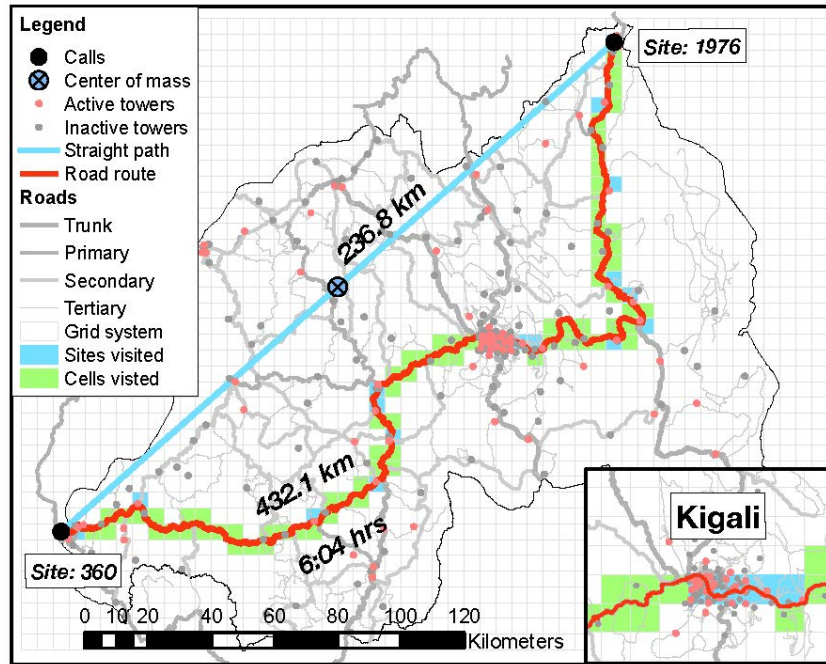 Legend
Calls
Center of mass
Active towers
Inactive towers
Straight path
Road route
Roads
Trunk
Primary
Secondary
Tertiary
Grid system
Sites visited
Cells visted
Site: 1976
236.8 km
432.1 km
6:04 hrs
Site: 360
0 10 20 40 60 80 100 120
Kilometers
Kigali